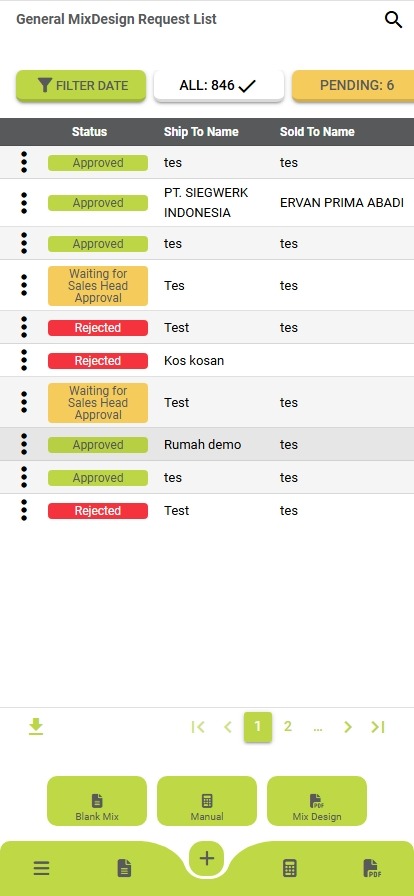 General MixDesign Request List
FILTER DATE ALL: 846 PENDING: 6
Status Ship To Name Sold To Name
Approved tes tes
Approved PT. SIEGWERK INDONESIA ERVAN PRIMA ABADI
Approved tes tes
Waiting for Sales Head Approval Tes tes
Rejected Test tes
Rejected Kos kosan
Waiting for Sales Head Approval Test tes
Approved Rumah demo tes
Approved tes tes
Rejected Test tes
1 2 ...
Blank Mix Manual PDF Mix Design
PDF